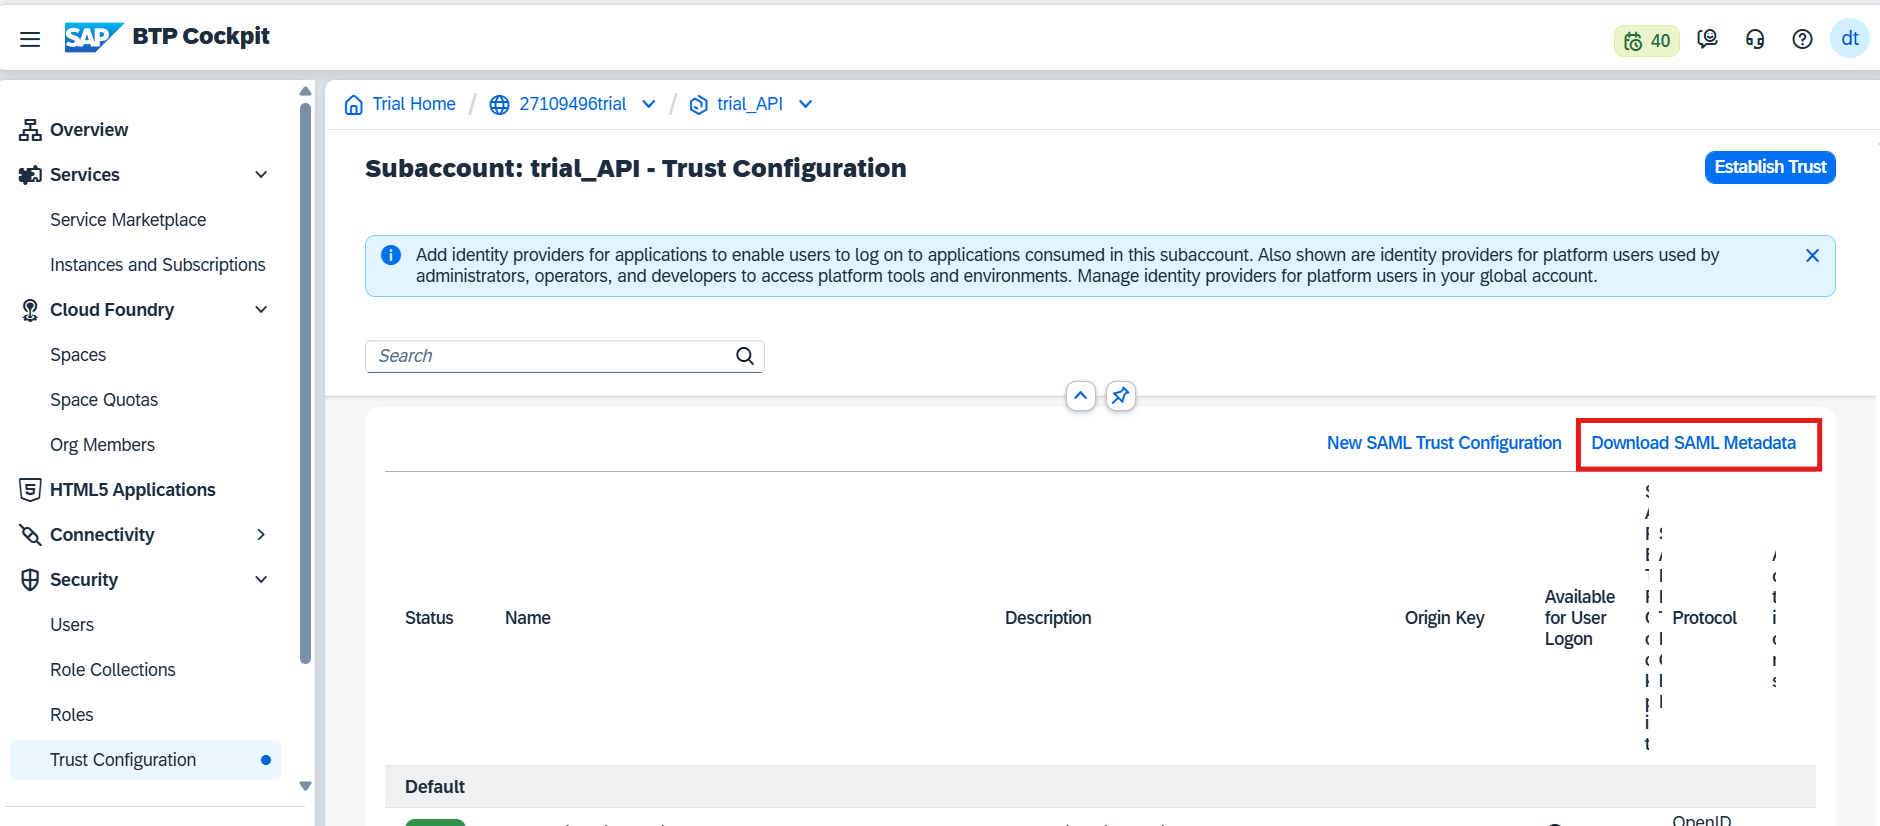 SAP BTP Cockpit
40
dt
Overview
Services
Service Marketplace
Instances and Subscriptions
Cloud Foundry
Spaces
Space Quotas
Org Members
HTML5 Applications
Connectivity
Security
Users
Role Collections
Roles
Trust Configuration
Trial Home / 27109496trial / trial_API
Subaccount: trial_API - Trust Configuration
Establish Trust
Add identity providers for applications to enable users to log on to applications consumed in this subaccount. Also shown are identity providers for platform users used by
administrators, operators, and developers to access platform tools and environments. Manage identity providers for platform users in your global account.
Search
New SAML Trust Configuration
Download SAML Metadata
Status
Name
Description
Origin Key
Available
for User
Logon
Protocol
Default
OpenID